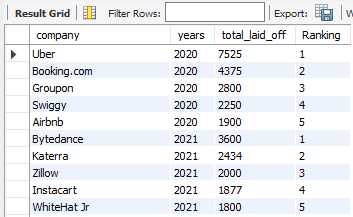 Result Grid Filter Rows: Export: W
company years total_laid_off Ranking
Uber 2020 7525 1
Booking.com 2020 4375 2
Groupon 2020 2800 3
Swiggy 2020 2250 4
Airbnb 2020 1900 5
Bytedance 2021 3600 1
Katerra 2021 2434 2
Zillow 2021 2000 3
Instacart 2021 1877 4
WhiteHat Jr 2021 1800 5